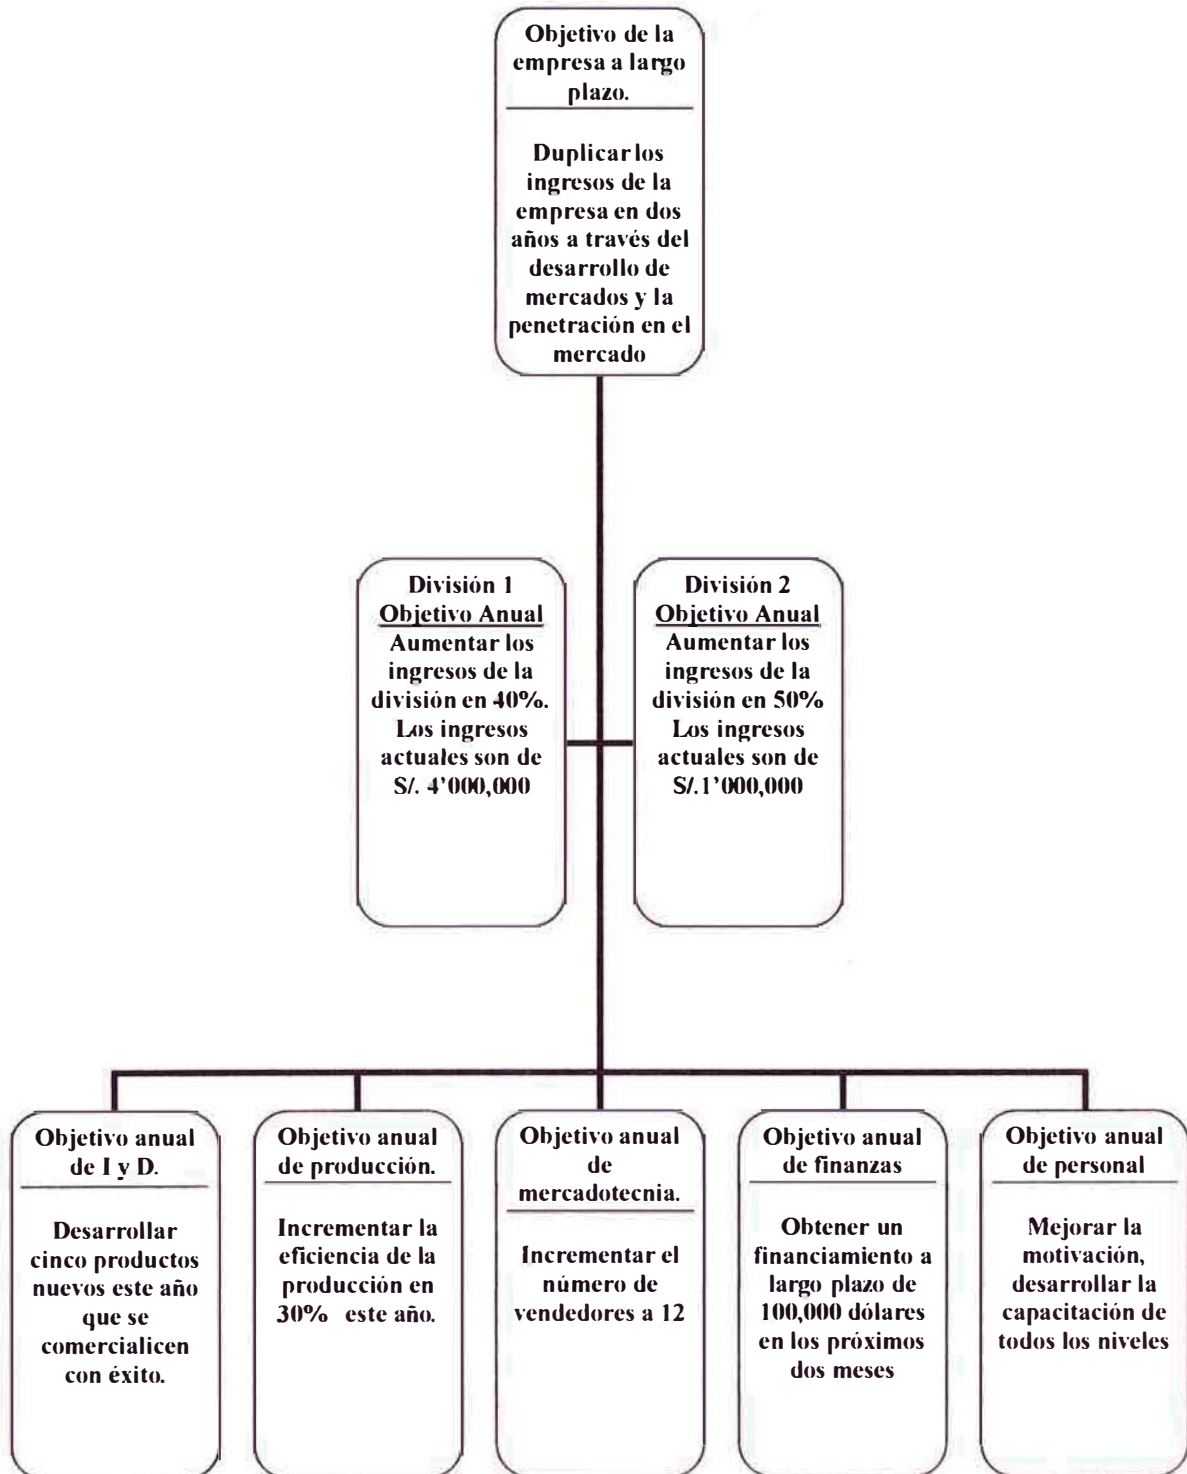 Objetivo de la
empresa a largo
plazo.
Duplicar los
ingresos de la
empresa en dos
años a través del
desarrollo de
mercados y la
penetración en el
mercado
División 1
Objetivo Anual
Aumentar los
ingresos de la
división en 40%.
Los ingresos
actuales son de
S/. 4’000,000
División 2
Objetivo Anual
Aumentar los
ingresos de la
división en 50%
Los ingresos
actuales son de
S/.1’000,000
Objetivo anual
de I y D.
Desarrollar
cinco productos
nuevos este año
que se
comercialicen
con éxito.
Objetivo anual
de producción.
Incrementar la
eficiencia de la
producción en
30% este año.
Objetivo anual
de
mercadotecnia.
Incrementar el
número de
vendedores a 12
Objetivo anual
de finanzas
Obtener un
financiamiento a
largo plazo de
100,000 dólares
en los próximos
dos meses
Objetivo anual
de personal
Mejorar la
motivación,
desarrollar la
capacitación de
todos los niveles